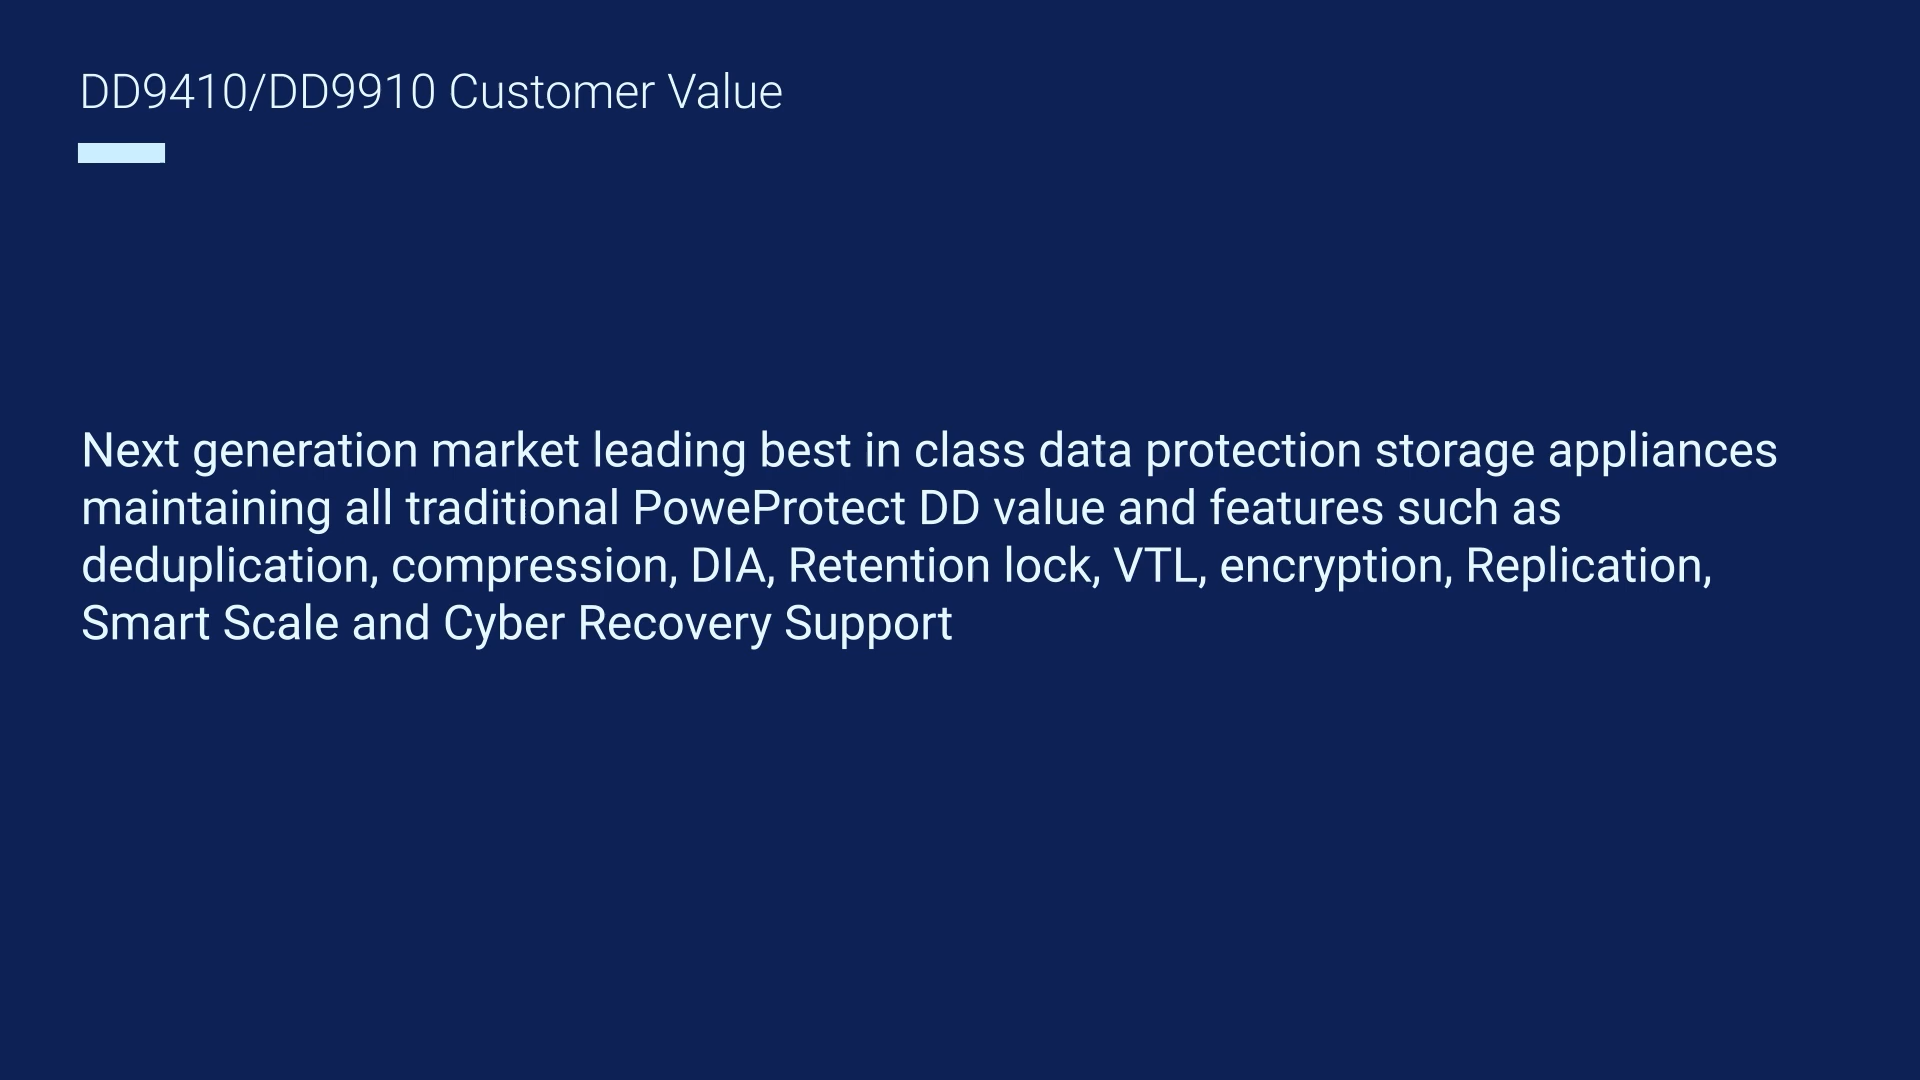 DD9410/DD9910 Customer Value
Next generation market leading best in class data protection storage appliances
maintaining all traditional PoweProtect DD value and features such as
deduplication, compression, DIA, Retention lock, VTL, encryption, Replication,
Smart Scale and Cyber Recovery Support